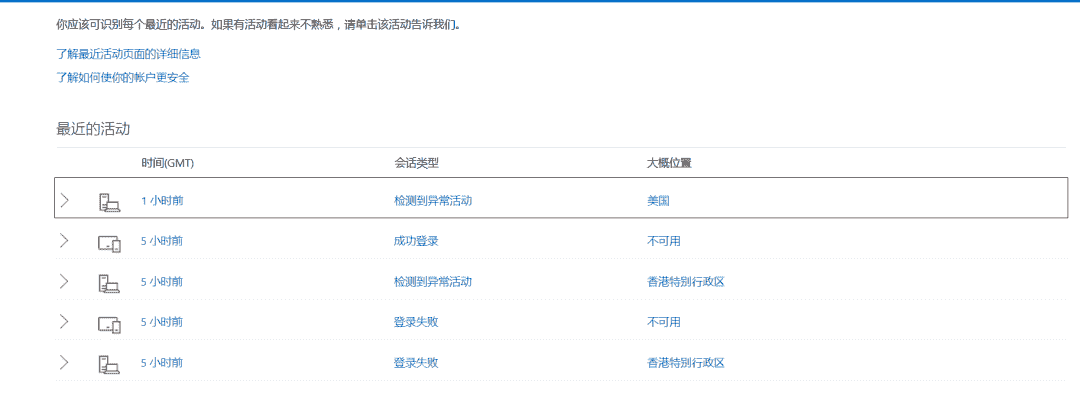 你应该可识别每个最近的活动。如果有活动看起来不熟悉，请单击该活动告诉我们。
了解最近活动页面的详细信息
了解如何使你的帐户更安全
最近的活动
时间(GMT) 会话类型 大概位置
1 小时前 检测到异常活动 美国
5 小时前 成功登录 不可用
5 小时前 检测到异常活动 香港特别行政区
5 小时前 登录失败 不可用
5 小时前 登录失败 香港特别行政区